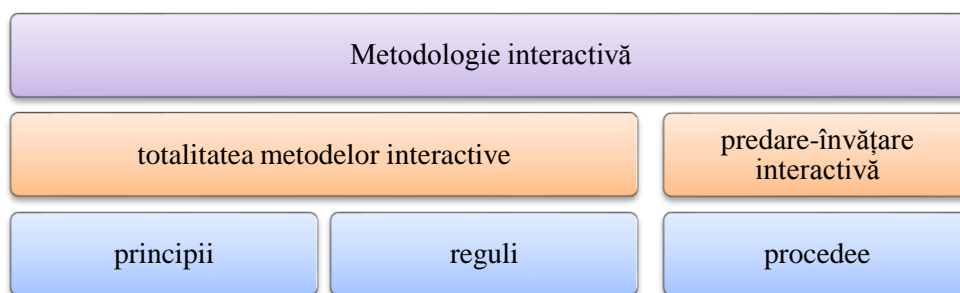 Metodologie interactivă
totalitatea metodelor interactive
predare-învățare
interactivă
principii
reguli
procedee